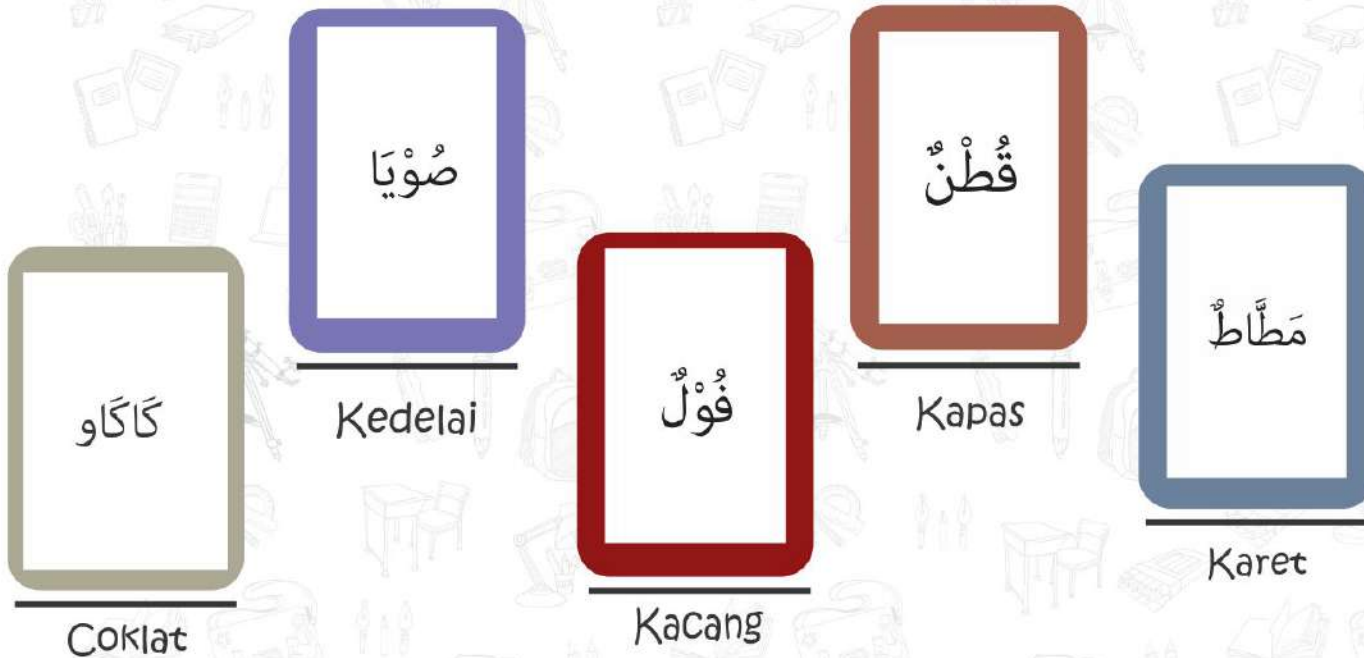 كَاكَاو
Coklat
صُوْيَا
Kedelai
فُوْلٌ
Kacang
قُطْنٌ
Kapas
مَطَّاطٌ
Karet